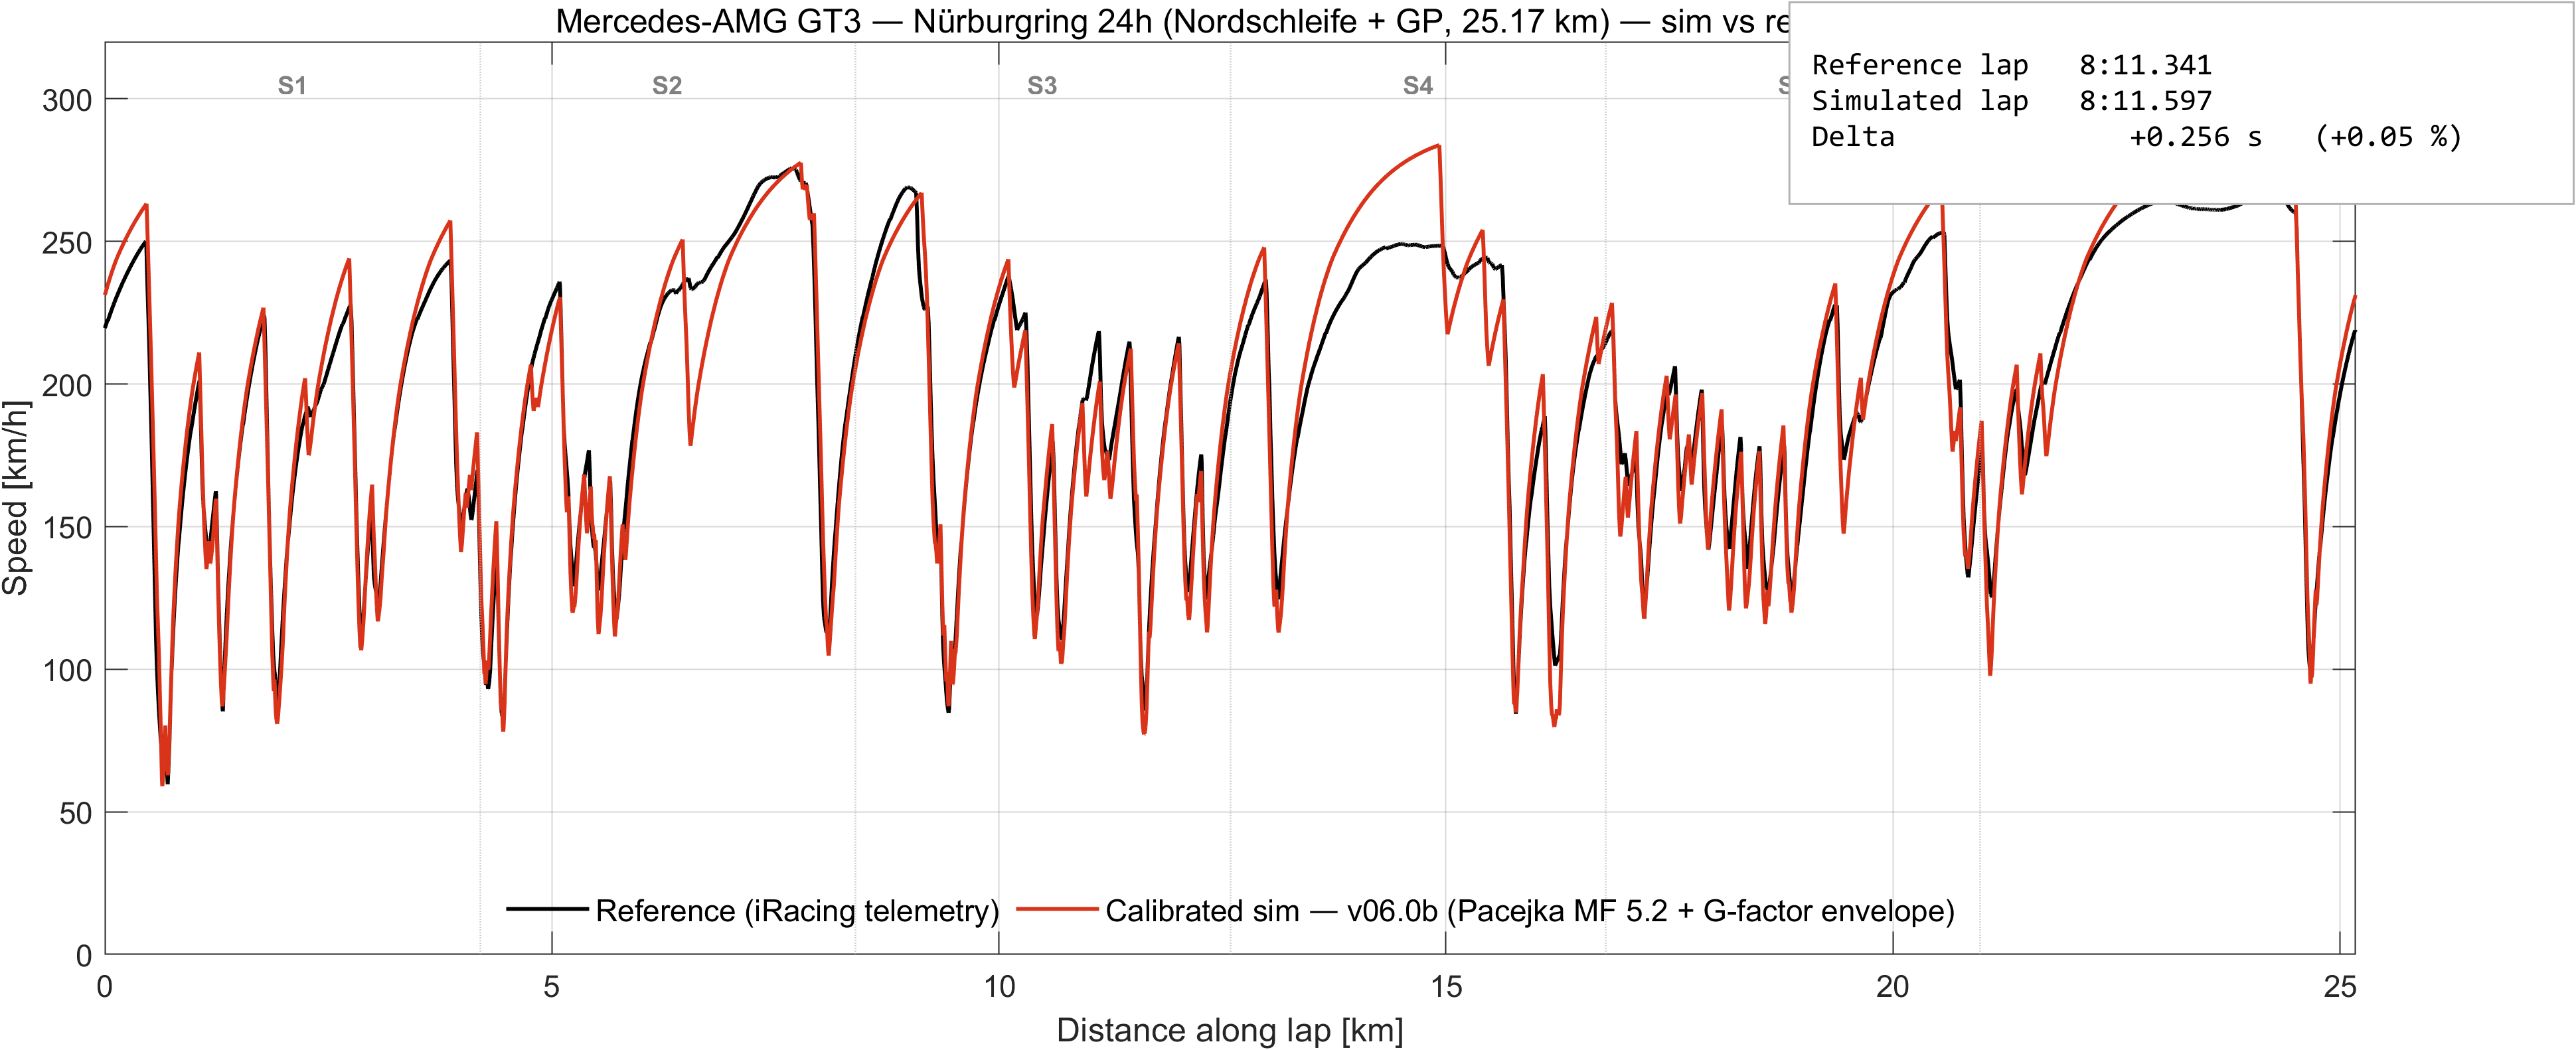 Mercedes-AMG GT3 — Nürburgring 24h (Nordschleife + GP, 25.17 km) — sim vs re
Reference lap 8:11.341
Simulated lap 8:11.597
Delta +0.256 s (+0.05 %)
S1 S2 S3 S4 S
300
250
200
150
100
50
0
Speed [km/h]
Reference (iRacing telemetry) Calibrated sim — v06.0b (Pacejka MF 5.2 + G-factor envelope)
0 5 10 15 20 25
Distance along lap [km]